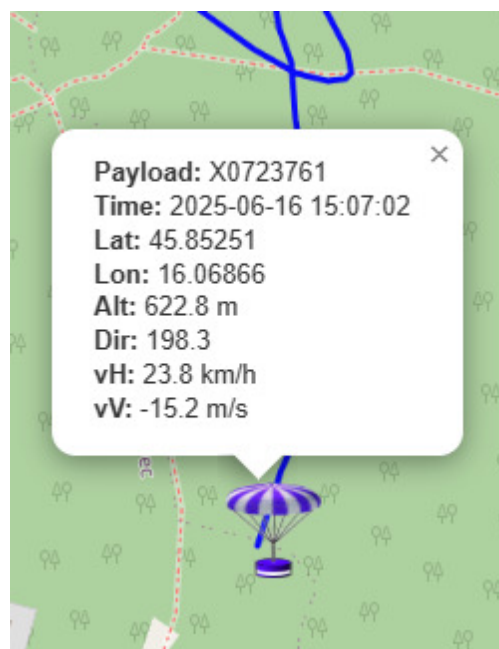 ×
Payload: X0723761
Time: 2025-06-16 15:07:02
Lat: 45.85251
Lon: 16.06866
Alt: 622.8 m
Dir: 198.3
vH: 23.8 km/h
vV: -15.2 m/s
ec